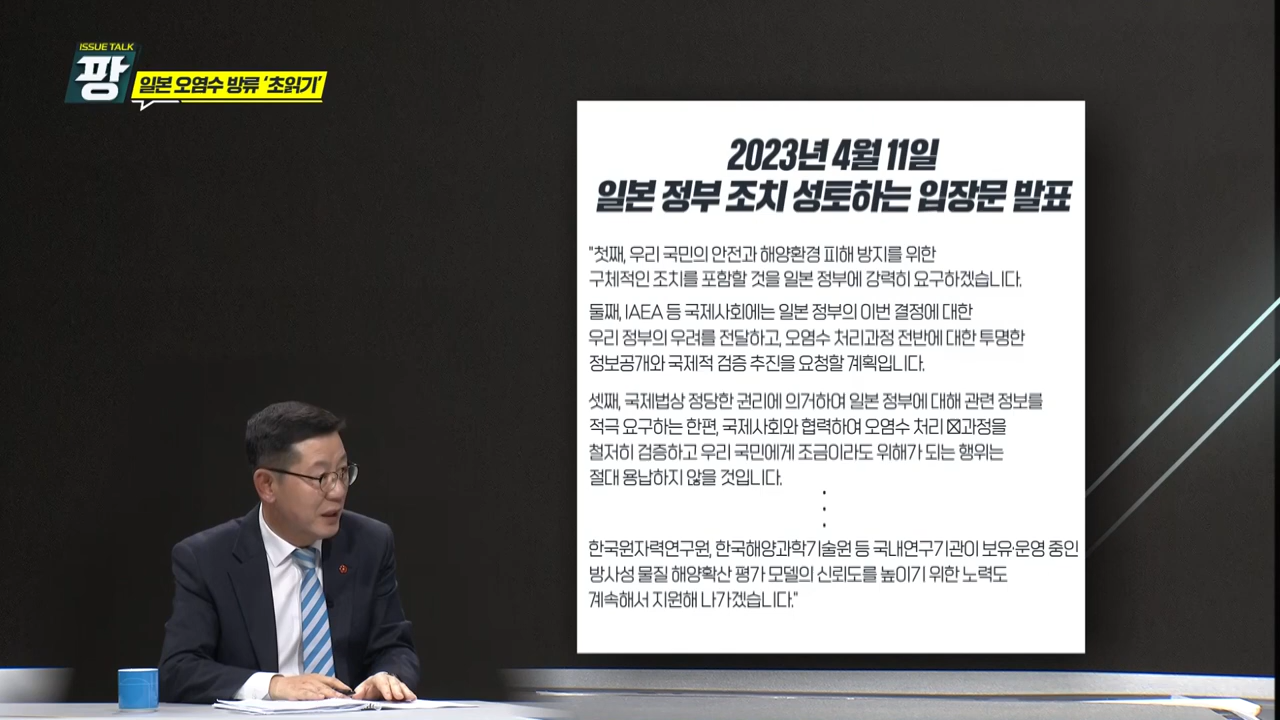 ISSUE TALK
팡
일본 오염수 방류 '초읽기'
2023년 4월 11일
일본 정부 조치 성토하는 입장문 발표
"첫째, 우리 국민의 안전과 해양환경 피해 방지를 위한
구체적인 조치를 포함할 것을 일본 정부에 강력히 요구하겠습니다.
둘째, IAEA 등 국제사회에는 일본 정부의 이번 결정에 대한
우리 정부의 우려를 전달하고, 오염수 처리과정 전반에 대한 투명한
정보공개와 국제적 검증 추진을 요청할 계획입니다.
셋째, 국제법상 정당한 권리에 의거하여 일본 정부에 대해 관련 정보를
적극 요구하는 한편, 국제사회와 협력하여 오염수 처리 ☒과정을
철저히 검증하고 우리 국민에게 조금이라도 위해가 되는 행위는
절대 용납하지 않을 것입니다.
한국원자력연구원, 한국해양과학기술원 등 국내연구기관이 보유·운영 중인
방사성 물질 해양확산 평가 모델의 신뢰도를 높이기 위한 노력도
계속해서 지원해 나가겠습니다."